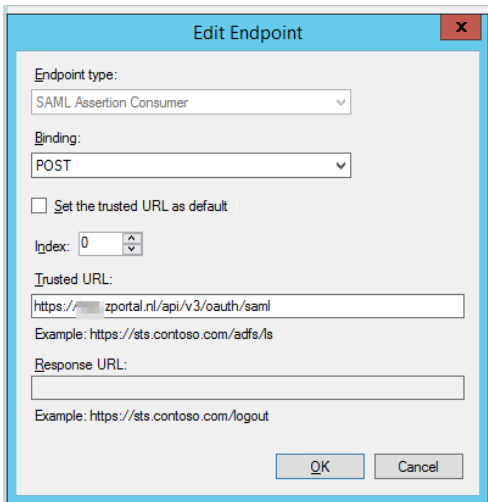 Edit Endpoint
x
Endpoint type:
SAML Assertion Consumer
Binding:
POST
Set the trusted URL as default
Index: 0
Trusted URL:
https:// zportal.nl/api/v3/oauth/saml
Example: https://sts.contoso.com/adfs/ls
Response URL:
Example: https://sts.contoso.com/logout
OK Cancel